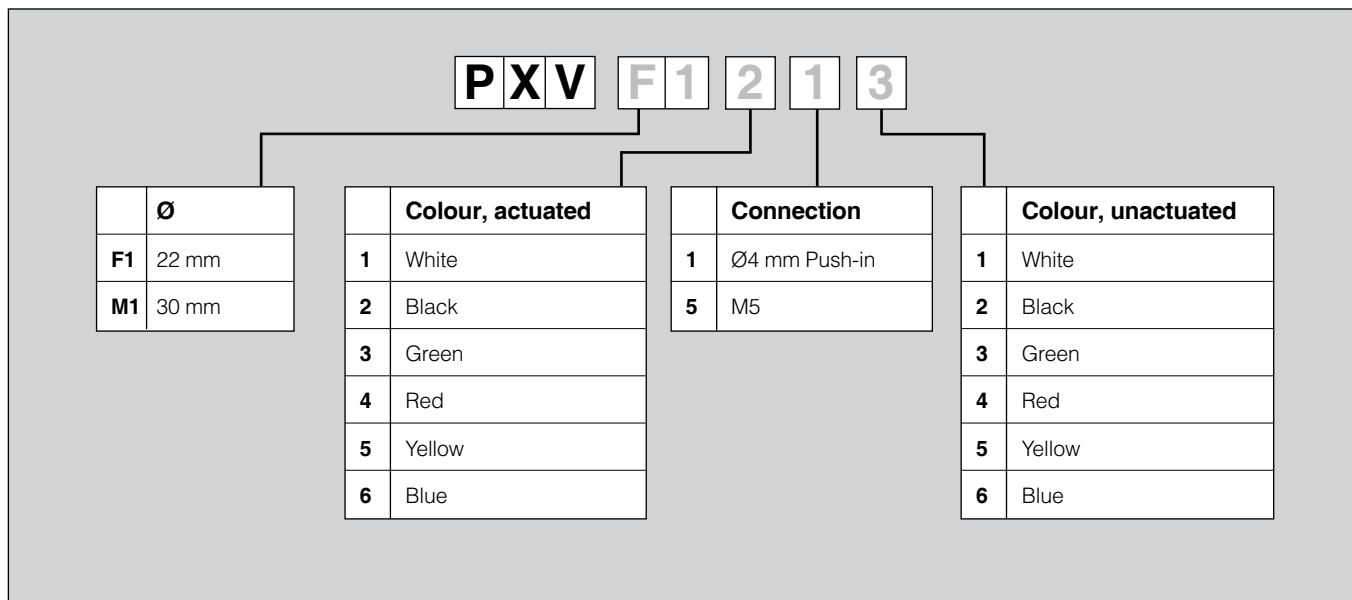 PXV F1 2 1 3
Ø
F1 22 mm
M1 30 mm
Colour, actuated
1 White
2 Black
3 Green
4 Red
5 Yellow
6 Blue
Connection
1 Ø4 mm Push-in
5 M5
Colour, unactuated
1 White
2 Black
3 Green
4 Red
5 Yellow
6 Blue